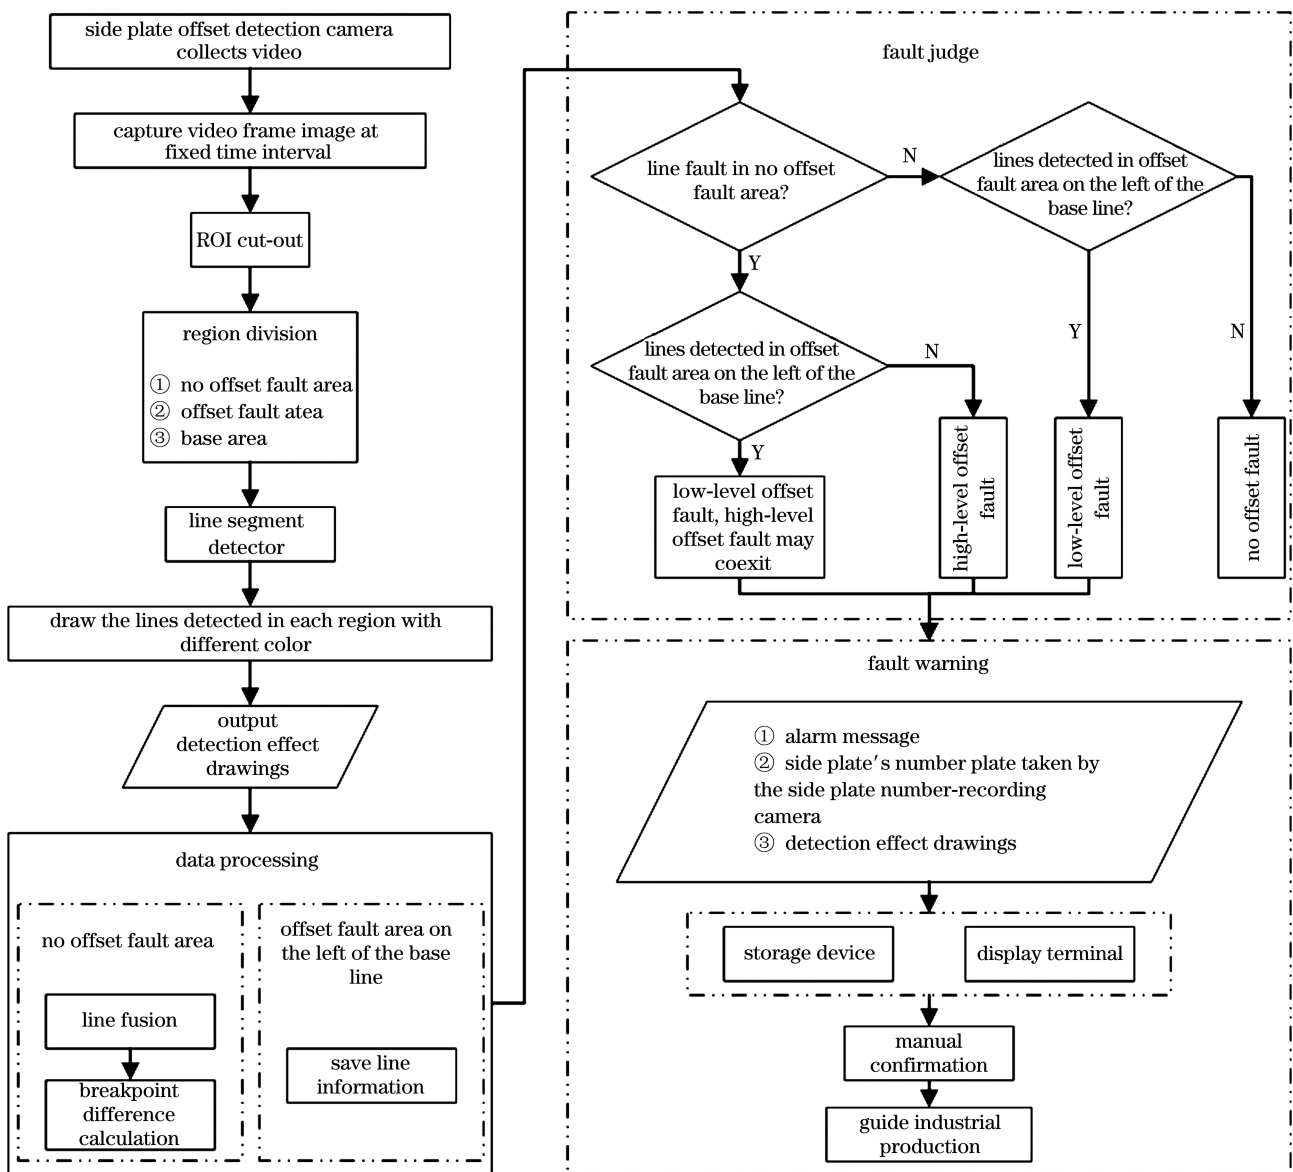 side plate offset detection camera
collects video
capture video frame image at
fixed time interval
ROI cut-out
region division
① no offset fault area
② offset fault atea
③ base area
line segment
detector
draw the lines detected in each region with
different color
output
detection effect
drawings
data processing
no offset fault area
line fusion
breakpoint
difference
calculation
offset fault area on
the left of the base
line
save line
information
fault judge
line fault in no offset
fault area?
N
lines detected in offset
fault area on the left of the
base line?
Y
lines detected in offset
fault area on the left of the
base line?
N
Y
N
Y
low-level offset
fault, high-level
offset fault may
coexit
high-level offset
fault
low-level offset
fault
no offset fault
fault warning
① alarm message
② side plate's number plate taken by
the side plate number-recording
camera
③ detection effect drawings
storage device
display terminal
manual
confirmation
guide industrial
production